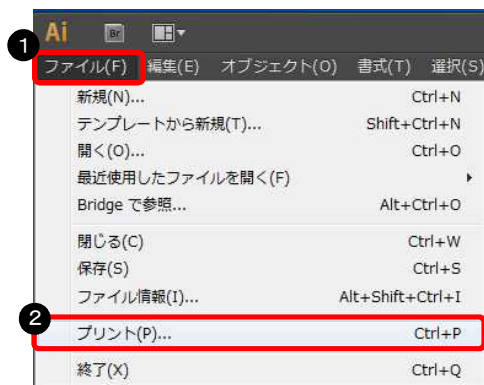 Ai Br
1
ファイル(F) 編集(E) オブジェクト(O) 書式(T) 選択(S)
新規(N)... Ctrl+N
テンプレートから新規(T)... Shift+Ctrl+N
開く(O)... Ctrl+O
最近使用したファイルを開く(F)
Bridge で参照... Alt+Ctrl+O
閉じる(C) Ctrl+W
保存(S) Ctrl+S
ファイル情報(I)... Alt+Shift+Ctrl+I
2
プリント(P)... Ctrl+P
終了(X) Ctrl+Q